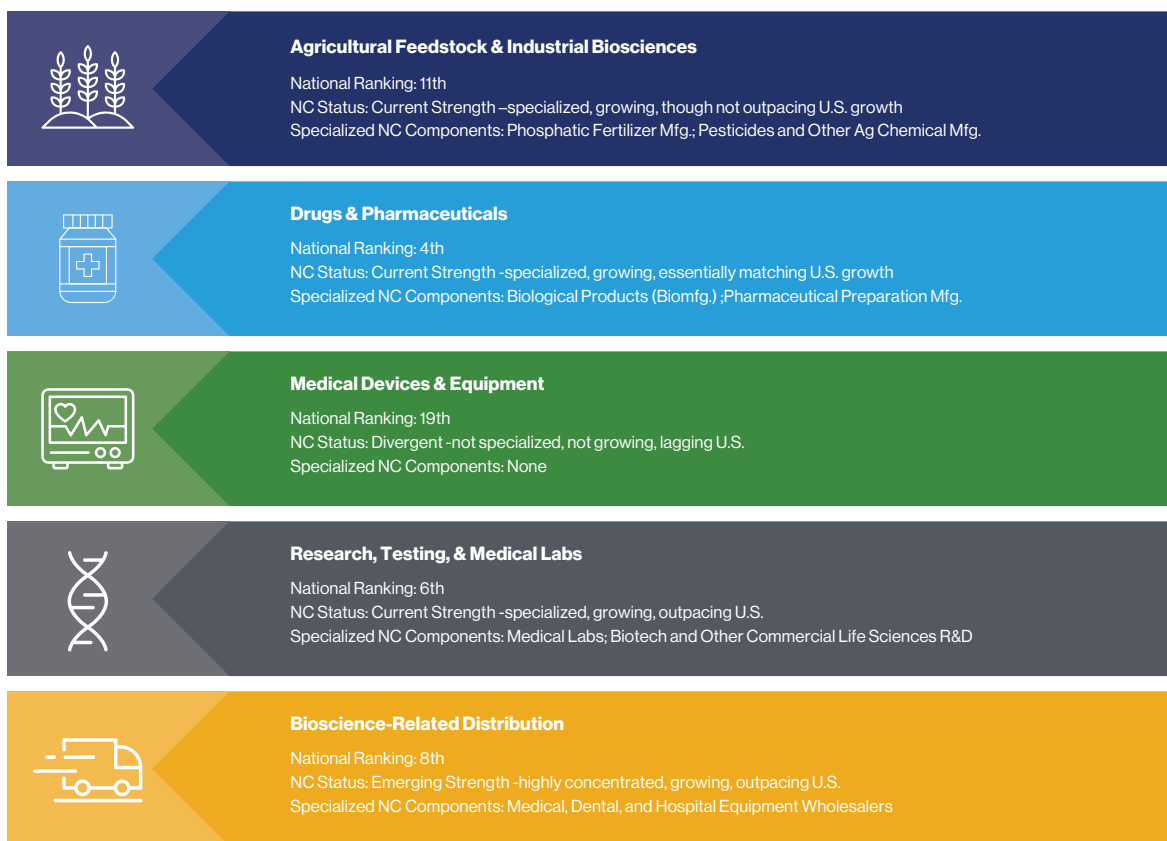 Agricultural Feedstock & Industrial Biosciences
National Ranking: 11th
NC Status: Current Strength –specialized, growing, though not outpacing U.S. growth
Specialized NC Components: Phosphatic Fertilizer Mfg.; Pesticides and Other Ag Chemical Mfg.
Drugs & Pharmaceuticals
National Ranking: 4th
NC Status: Current Strength -specialized, growing, essentially matching U.S. growth
Specialized NC Components: Biological Products (Biomfg.) ;Pharmaceutical Preparation Mfg.
Medical Devices & Equipment
National Ranking: 19th
NC Status: Divergent -not specialized, not growing, lagging U.S.
Specialized NC Components: None
Research, Testing, & Medical Labs
National Ranking: 6th
NC Status: Current Strength -specialized, growing, outpacing U.S.
Specialized NC Components: Medical Labs; Biotech and Other Commercial Life Sciences R&D
Bioscience-Related Distribution
National Ranking: 8th
NC Status: Emerging Strength -highly concentrated, growing, outpacing U.S.
Specialized NC Components: Medical, Dental, and Hospital Equipment Wholesalers